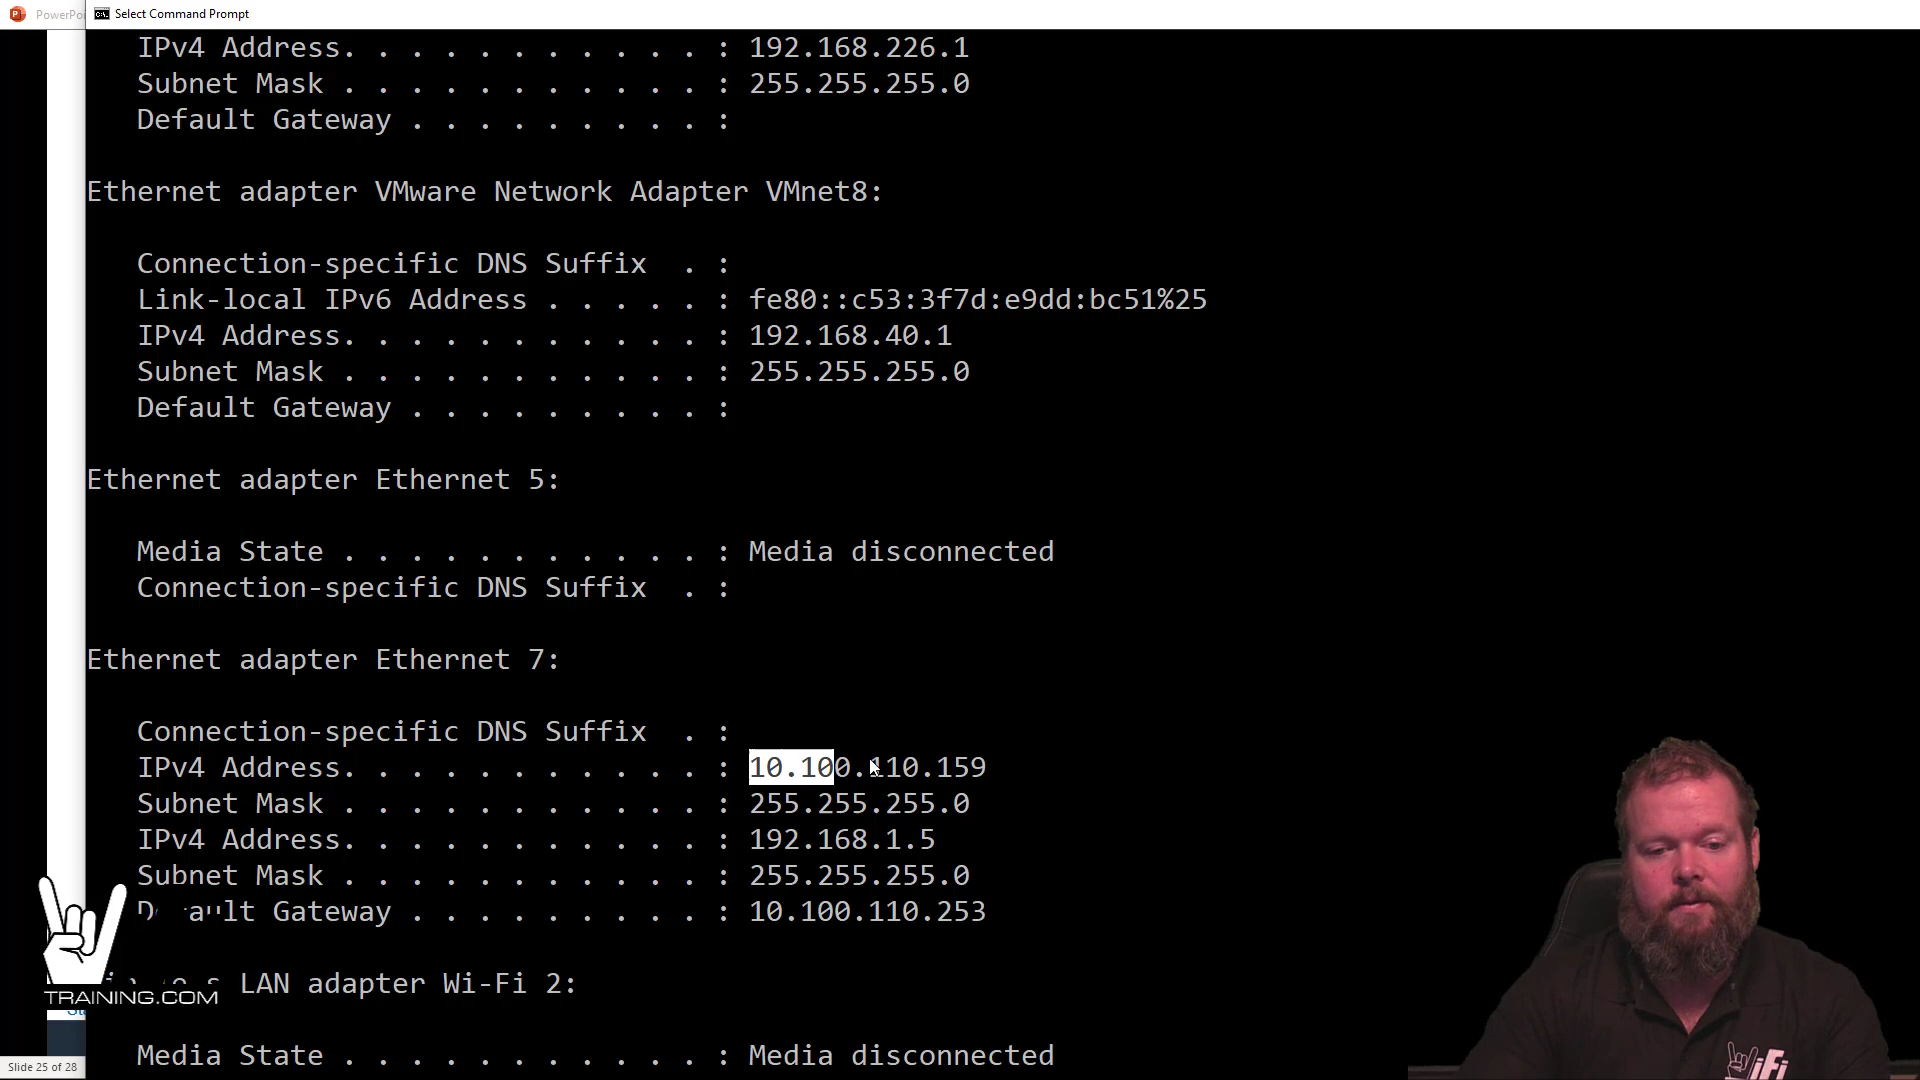 PowerPoi
Select Command Prompt
IPv4 Address. . . . . . . . . . . : 192.168.226.1
Subnet Mask . . . . . . . . . . . : 255.255.255.0
Default Gateway . . . . . . . . . :
Ethernet adapter VMware Network Adapter VMnet8:
Connection-specific DNS Suffix  . :
Link-local IPv6 Address . . . . . : fe80::c53:3f7d:e9dd:bc51%25
IPv4 Address. . . . . . . . . . . : 192.168.40.1
Subnet Mask . . . . . . . . . . . : 255.255.255.0
Default Gateway . . . . . . . . . :
Ethernet adapter Ethernet 5:
Media State . . . . . . . . . . . : Media disconnected
Connection-specific DNS Suffix  . :
Ethernet adapter Ethernet 7:
Connection-specific DNS Suffix  . :
IPv4 Address. . . . . . . . . . . : 10.100.110.159
Subnet Mask . . . . . . . . . . . : 255.255.255.0
IPv4 Address. . . . . . . . . . . : 192.168.1.5
Subnet Mask . . . . . . . . . . . : 255.255.255.0
Default Gateway . . . . . . . . . : 10.100.110.253
LAN adapter Wi-Fi 2:
TRAINING.COM
Media State . . . . . . . . . . . : Media disconnected
Slide 25 of 28
iFi